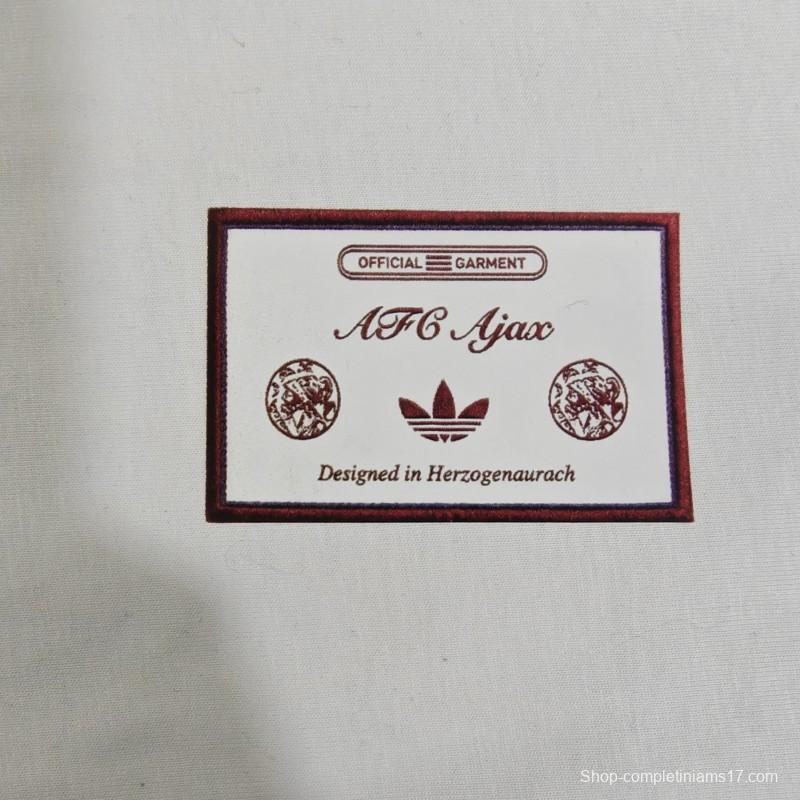 OFFICIAL GARMENT
AFC Ajax
Designed in Herzogenaurach
Shop-completiniams17.com